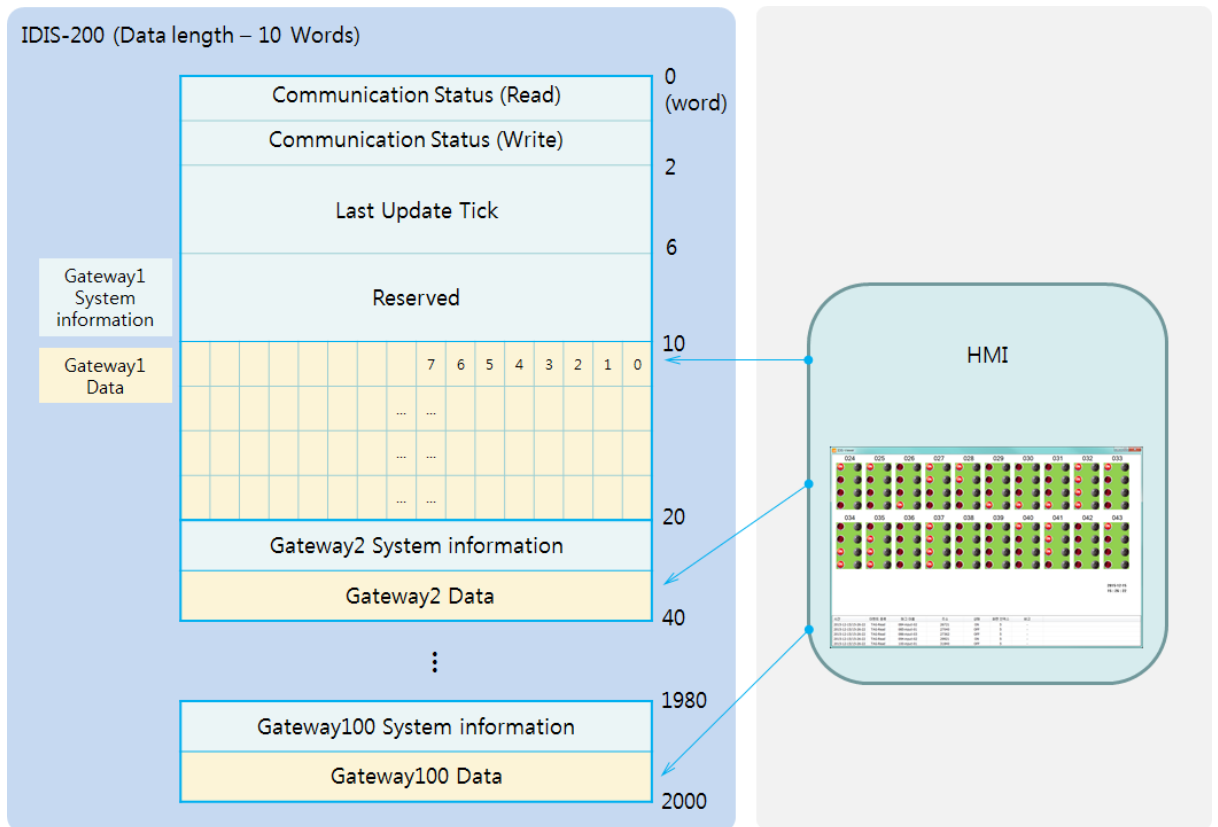 IDIS-200 (Data length – 10 Words)
0
(word)
Communication Status (Read)
Communication Status (Write)
2
Last Update Tick
6
Gateway1
System
information
Reserved
10
Gateway1
Data
7 6 5 4 3 2 1 0
... ...
... ...
... ...
20
Gateway2 System information
Gateway2 Data
40
⋮
1980
Gateway100 System information
Gateway100 Data
2000
HMI
024 025 026 027 028 029 030 031 032 033
034 035 036 037 038 039 040 041 042 043